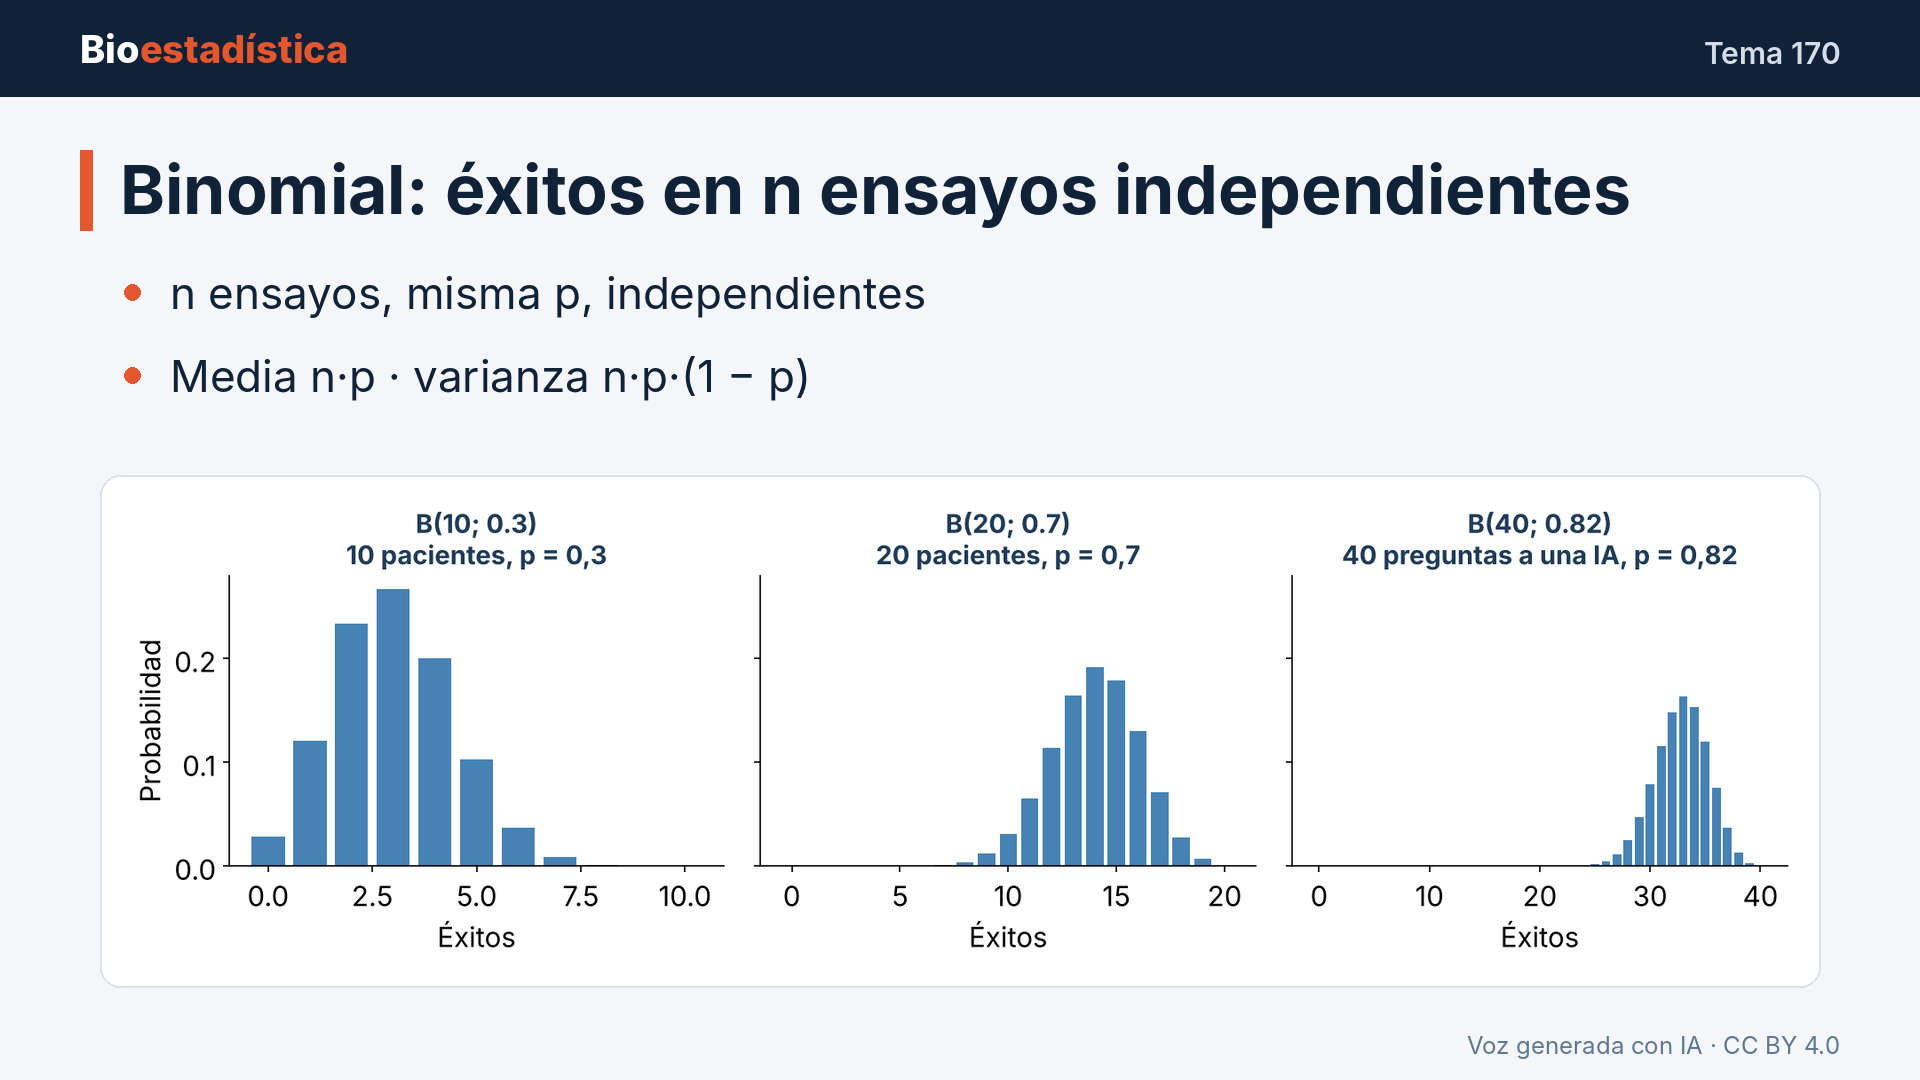 Bioestadística
Tema 170
Binomial: éxitos en n ensayos independientes
• n ensayos, misma p, independientes
• Media n·p · varianza n·p·(1 − p)
B(10; 0.3)
10 pacientes, p = 0,3
B(20; 0.7)
20 pacientes, p = 0,7
B(40; 0.82)
40 preguntas a una IA, p = 0,82
Probabilidad
0.2
0.1
0.0
0.0 2.5 5.0 7.5 10.0
Éxitos
0 5 10 15 20
Éxitos
0 10 20 30 40
Éxitos
Voz generada con IA · CC BY 4.0